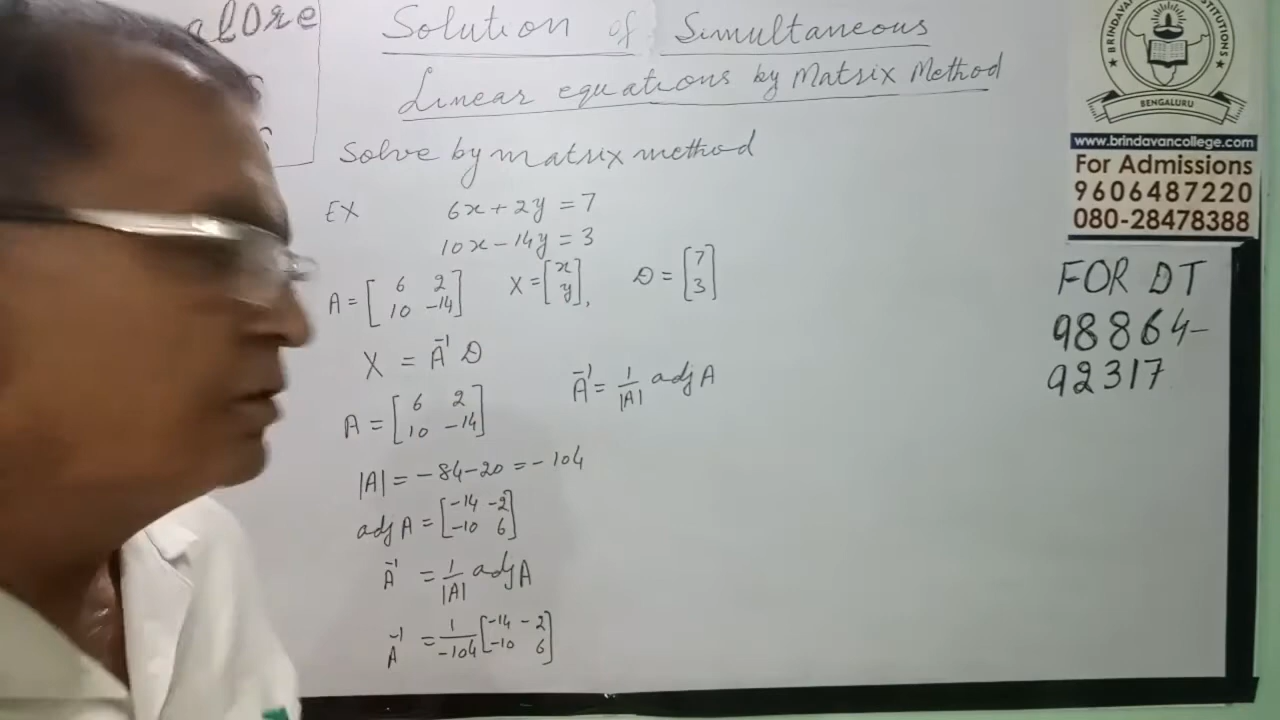 alore
Solution of Simultaneous
Linear equations by Matrix Method
Solve by matrix method
EX 6x + 2y = 7
10x - 14y = 3
A = [ 6 2 ; 10 -14 ] X = [ x ; y ], D = [ 7 ; 3 ]
X = A⁻¹ D
A⁻¹ = 1/|A| adj A
A = [ 6 2 ; 10 -14 ]
|A| = -84-20 = -104
adj A = [ -14 -2 ; -10 6 ]
A⁻¹ = 1/|A| adj A
A⁻¹ = 1/-104 [ -14 -2 ; -10 6 ]
BENGALURU
www.brindavancollege.com
For Admissions
9606487220
080-28478388
FOR DT
98864-
92317